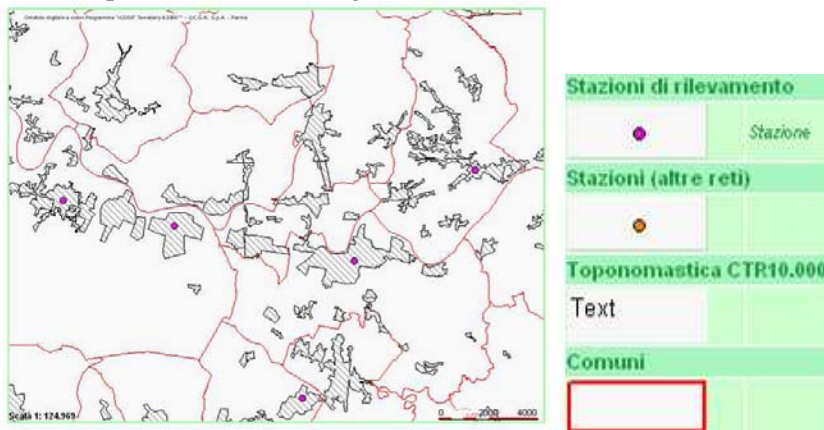 Stazioni di rilevamento
Stazione
Stazioni (altre reti)
Toponomastica CTR10.000
Text
Comuni
Scala 1: 124,969
0 2000 4000